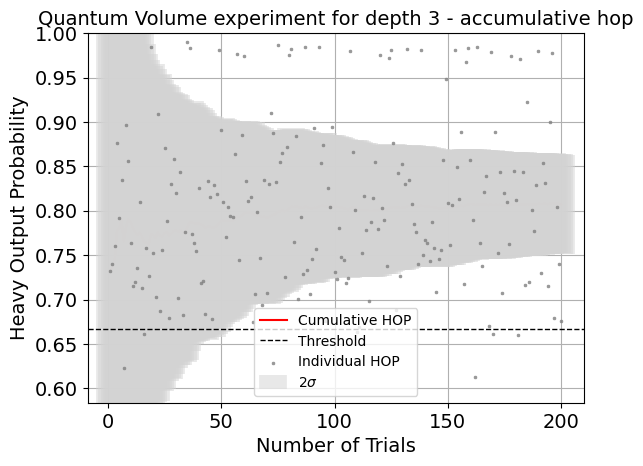 Quantum Volume experiment for depth 3 - accumulative hop
Heavy Output Probability
1.00
0.95
0.90
0.85
0.80
0.75
0.70
0.65
0.60
Cumulative HOP
Threshold
Individual HOP
2σ
0 50 100 150 200
Number of Trials